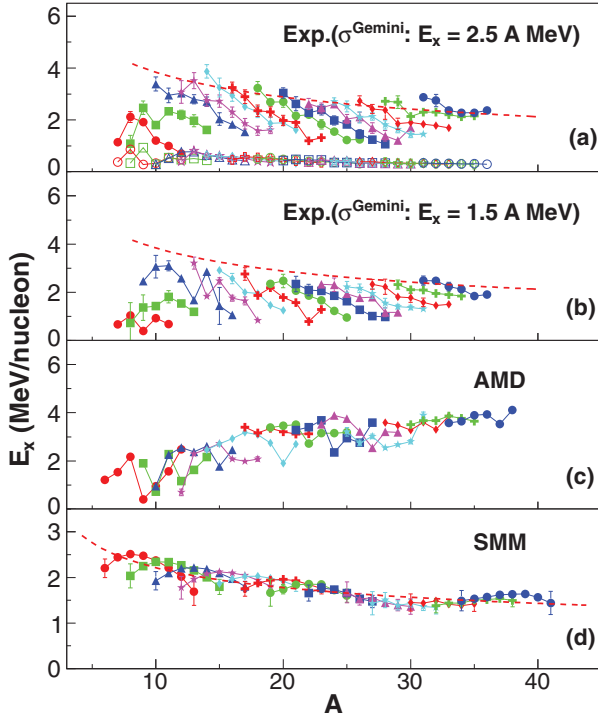 Exp.(σ^Gemini: E_x = 2.5 A MeV)
6
4
2
0
(a)
Exp.(σ^Gemini: E_x = 1.5 A MeV)
6
4
2
0
(b)
AMD
6
4
2
0
(c)
SMM
3
2
1
0
(d)
10 20 30 40
A
E_x (MeV/nucleon)